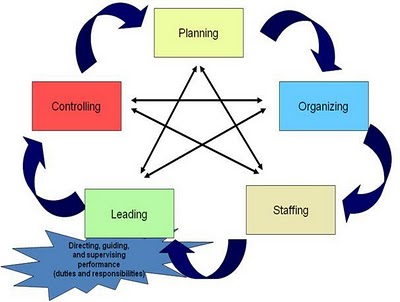 Planning
Controlling
Organizing
Leading
Staffing
Directing, guiding,
and supervising
performance
(duties and responsibilities)